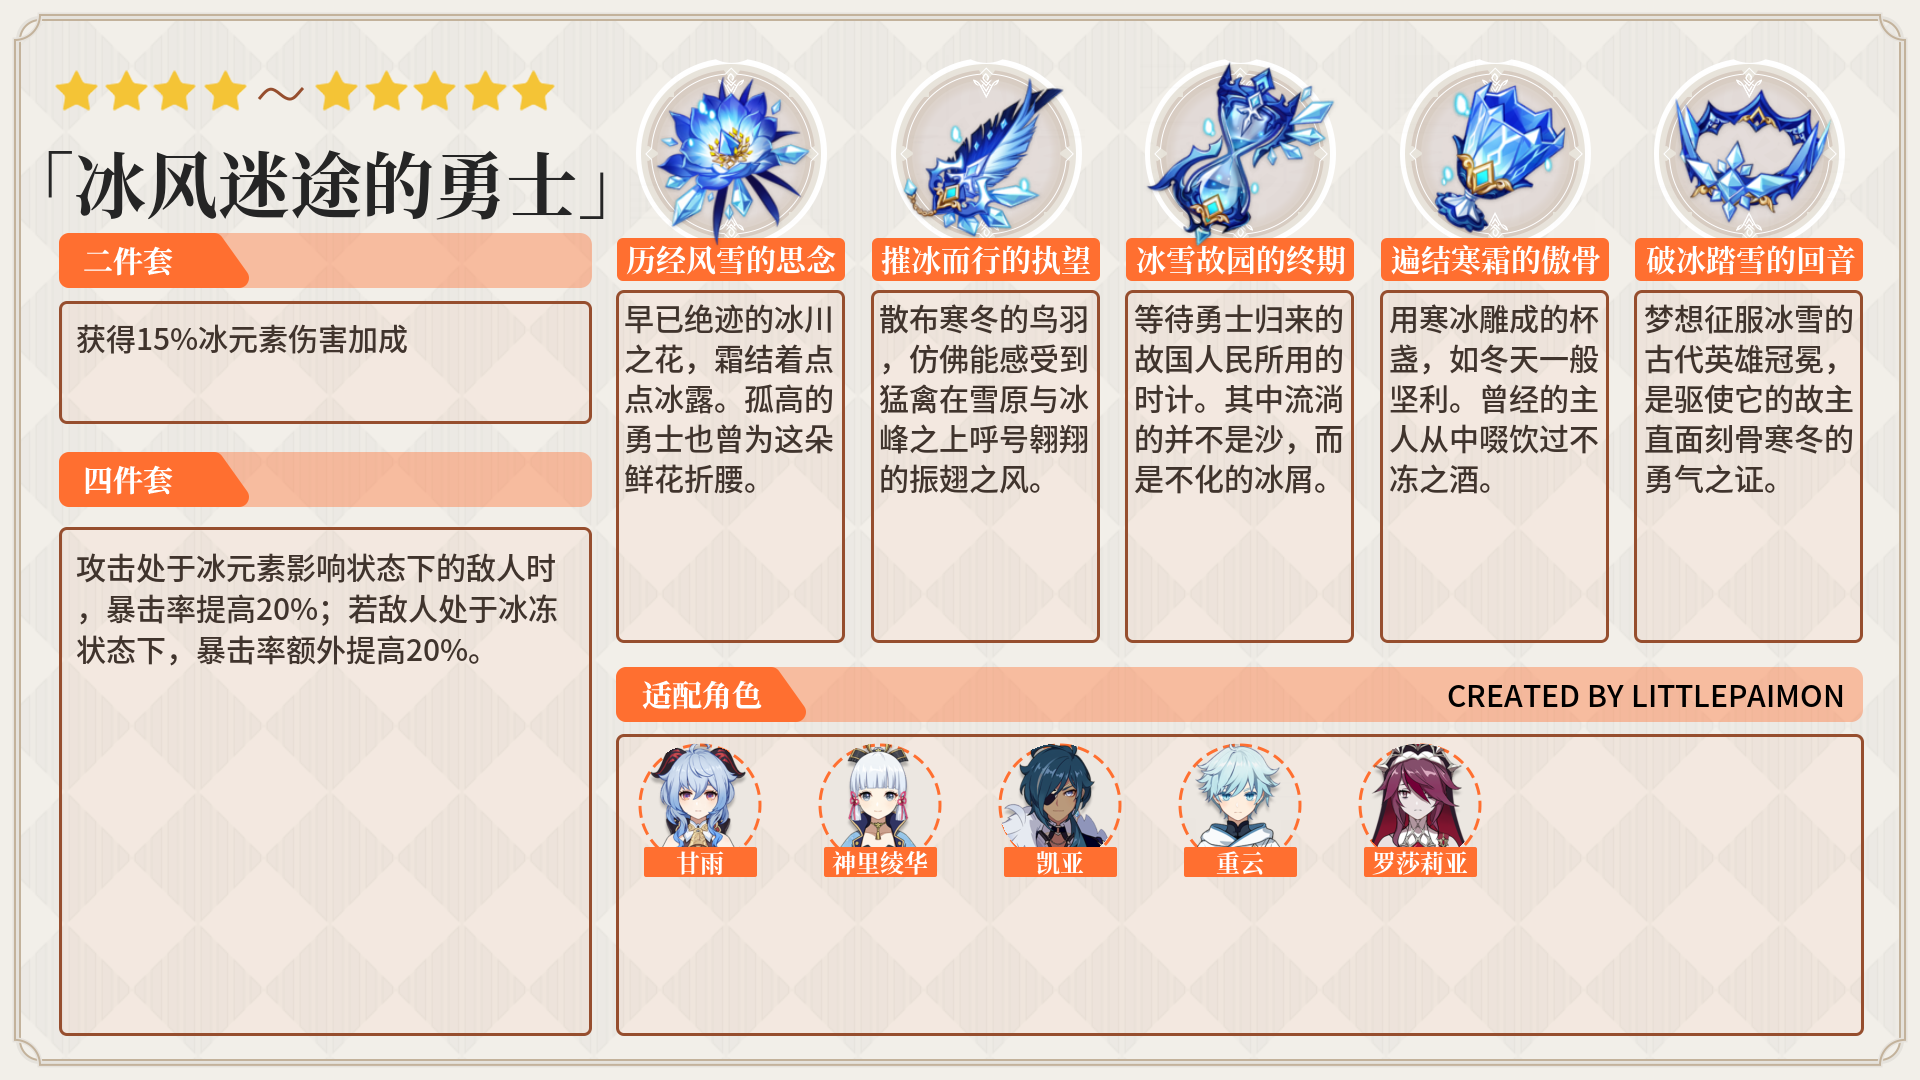 ~
「冰风迷途的勇士」
二件套
获得15%冰元素伤害加成
四件套
攻击处于冰元素影响状态下的敌人时
，暴击率提高20%；若敌人处于冰冻
状态下，暴击率额外提高20%。
历经风雪的思念
早已绝迹的冰川
之花，霜结着点
点冰露。孤高的
勇士也曾为这朵
鲜花折腰。
摧冰而行的执望
散布寒冬的鸟羽
，仿佛能感受到
猛禽在雪原与冰
峰之上呼号翱翔
的振翅之风。
冰雪故园的终期
等待勇士归来的
故国人民所用的
时计。其中流淌
的并不是沙，而
是不化的冰屑。
遍结寒霜的傲骨
用寒冰雕成的杯
盏，如冬天一般
坚利。曾经的主
人从中啜饮过不
冻之酒。
破冰踏雪的回音
梦想征服冰雪的
古代英雄冠冕，
是驱使它的故主
直面刻骨寒冬的
勇气之证。
适配角色
CREATED BY LITTLEPAIMON
甘雨
神里绫华
凯亚
重云
罗莎莉亚